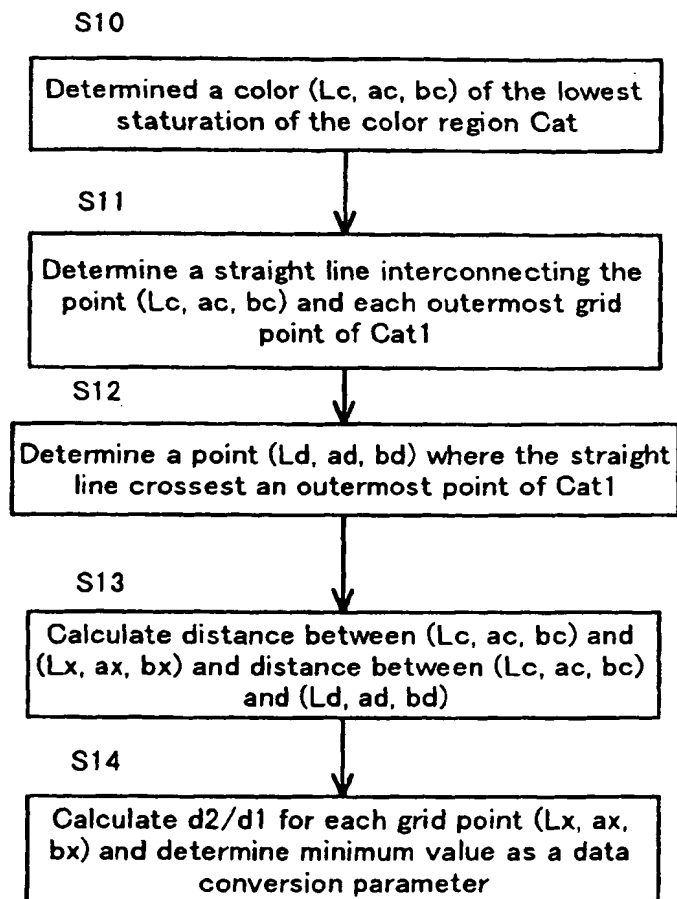 S10
Determined a color (Lc, ac, bc) of the lowest
staturation of the color region Cat
S11
Determine a straight line interconnecting the
point (Lc, ac, bc) and each outermost grid
point of Cat1
S12
Determine a point (Ld, ad, bd) where the straight
line crossest an outermost point of Cat1
S13
Calculate distance between (Lc, ac, bc) and
(Lx, ax, bx) and distance between (Lc, ac, bc)
and (Ld, ad, bd)
S14
Calculate d2/d1 for each grid point (Lx, ax,
bx) and determine minimum value as a data
conversion parameter